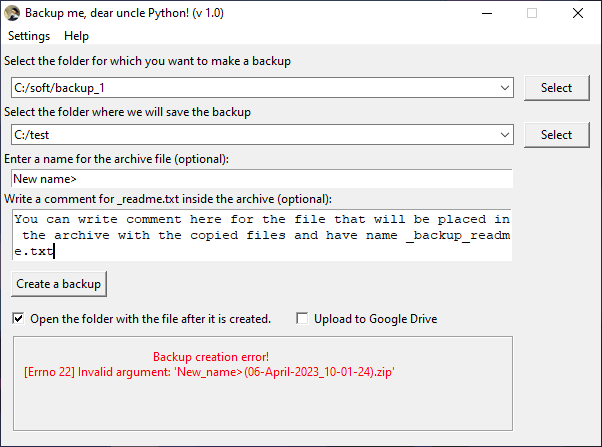 Backup me, dear uncle Python! (v 1.0)
Settings Help
Select the folder for which you want to make a backup
C:/soft/backup_1
Select
Select the folder where we will save the backup
C:/test
Select
Enter a name for the archive file (optional):
New name>
Write a comment for _readme.txt inside the archive (optional):
You can write comment here for the file that will be placed in
the archive with the copied files and have name _backup_readm
e.txt
Create a backup
Open the folder with the file after it is created. Upload to Google Drive
Backup creation error!
[Errno 22] Invalid argument: 'New_name>(06-April-2023_10-01-24).zip'